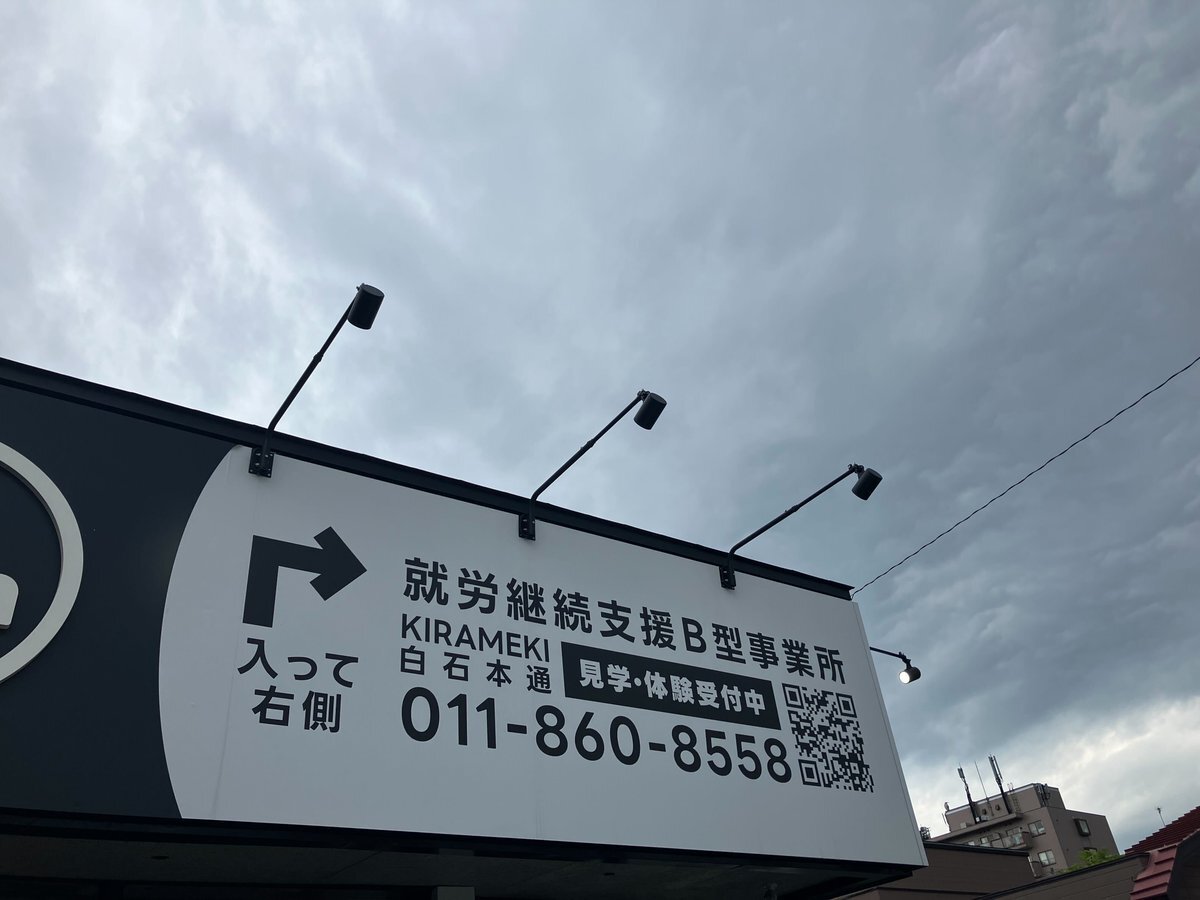 入って
右側
就労継続支援B型事業所
KIRAMEKI
白石本通
見学・体験受付中
011-860-8558